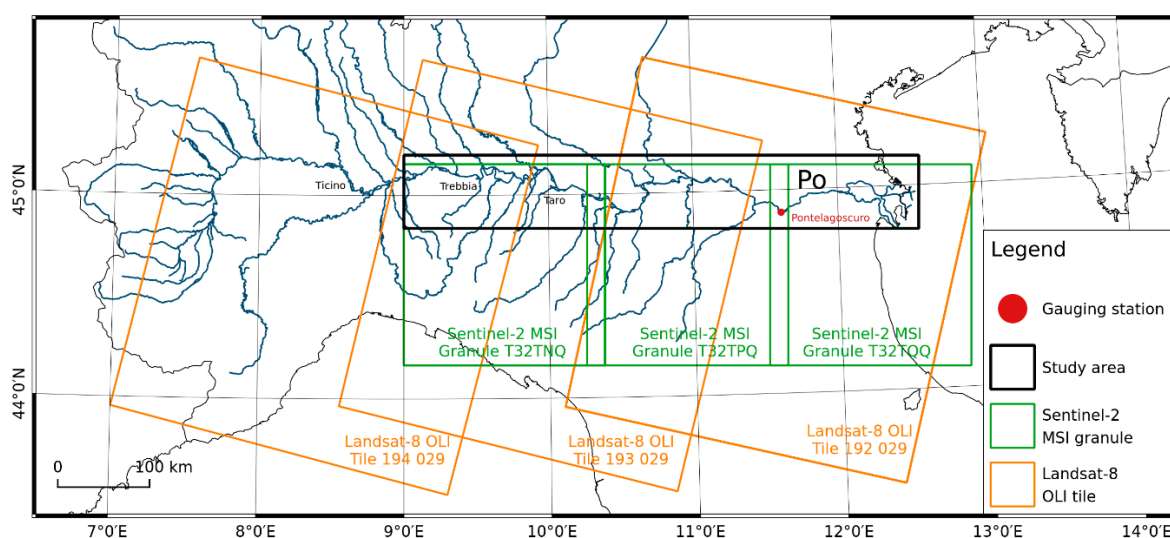 45°0′N
44°0′N
Ticino
Trebbia
Taro
Po
Pontelagoscuro
Sentinel-2 MSI
Granule T32TNQ
Sentinel-2 MSI
Granule T32TPQ
Sentinel-2 MSI
Granule T32TQQ
Landsat-8 OLI
Tile 194 029
Landsat-8 OLI
Tile 193 029
Landsat-8 OLI
Tile 192 029
0 100 km
Legend
Gauging station
Study area
Sentinel-2
MSI granule
Landsat-8
OLI tile
7°0′E 8°0′E 9°0′E 10°0′E 11°0′E 12°0′E 13°0′E 14°0′E